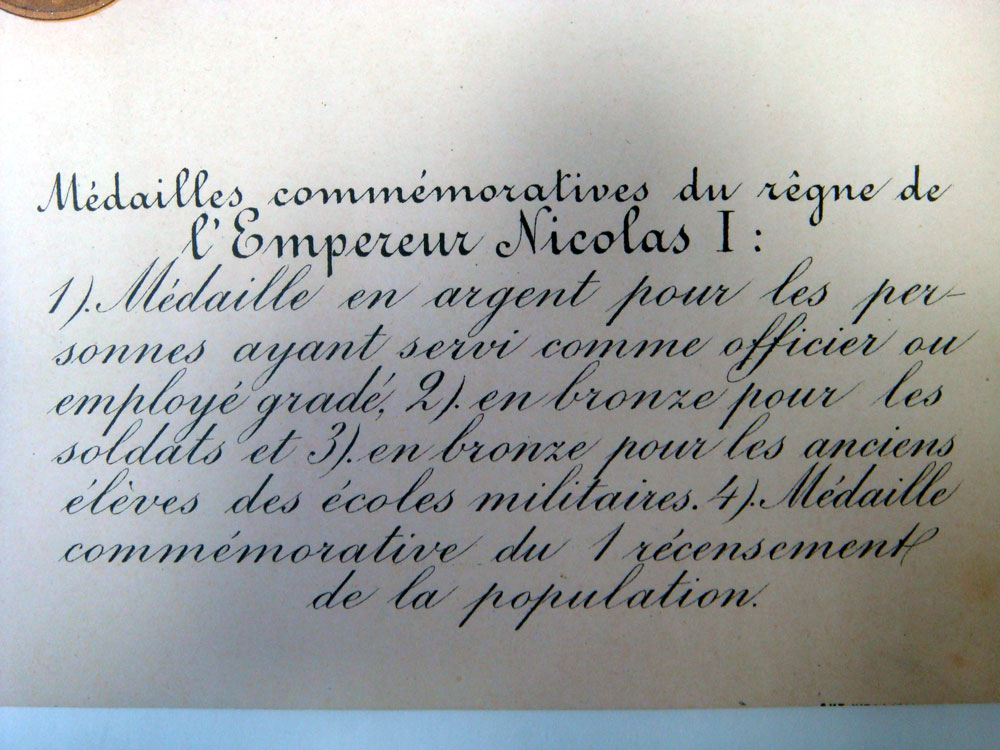 Médailles commémoratives du règne de
l'Empereur Nicolas I :
1). Médaille en argent pour les per-
sonnes ayant servi comme officier ou
employé gradé, 2). en bronze pour les
soldats et 3). en bronze pour les anciens
élèves des écoles militaires. 4). Médaille
commémorative du 1 récensement
de la population.